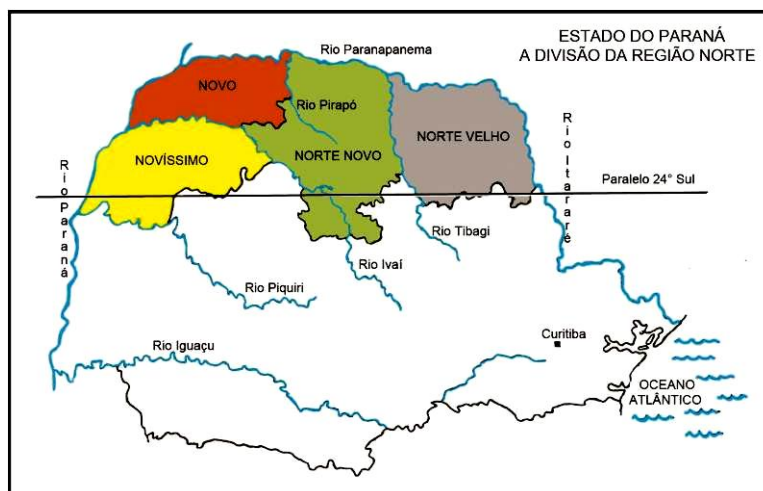 ESTADO DO PARANÁ
A DIVISÃO DA REGIÃO NORTE
Rio Paranapanema
NOVO
Rio Pirapó
NORTE VELHO
NOVÍSSIMO
NORTE NOVO
Rio Itararé
Rio Paraná
Paralelo 24° Sul
Rio Tibagi
Rio Ivaí
Rio Piquiri
Rio Iguaçu
Curitiba
OCEANO
ATLÂNTICO